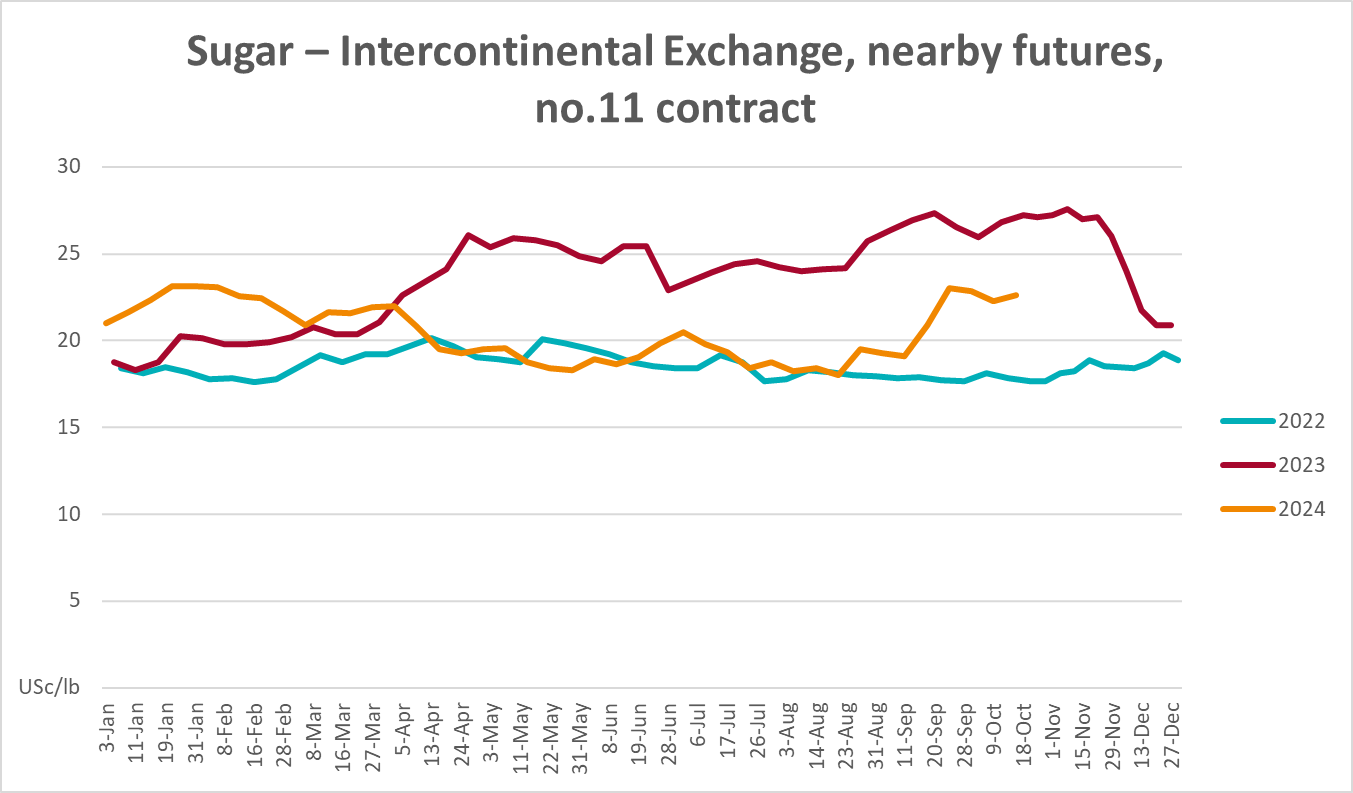 Sugar – Intercontinental Exchange, nearby futures,
no.11 contract
30
25
20
15
10
5
USc/lb
3-Jan
11-Jan
19-Jan
31-Jan
8-Feb
16-Feb
28-Feb
8-Mar
16-Mar
27-Mar
5-Apr
13-Apr
24-Apr
3-May
11-May
22-May
31-May
8-Jun
19-Jun
28-Jun
6-Jul
17-Jul
26-Jul
3-Aug
14-Aug
23-Aug
31-Aug
11-Sep
20-Sep
28-Sep
9-Oct
18-Oct
1-Nov
15-Nov
29-Nov
13-Dec
27-Dec
2022
2023
2024